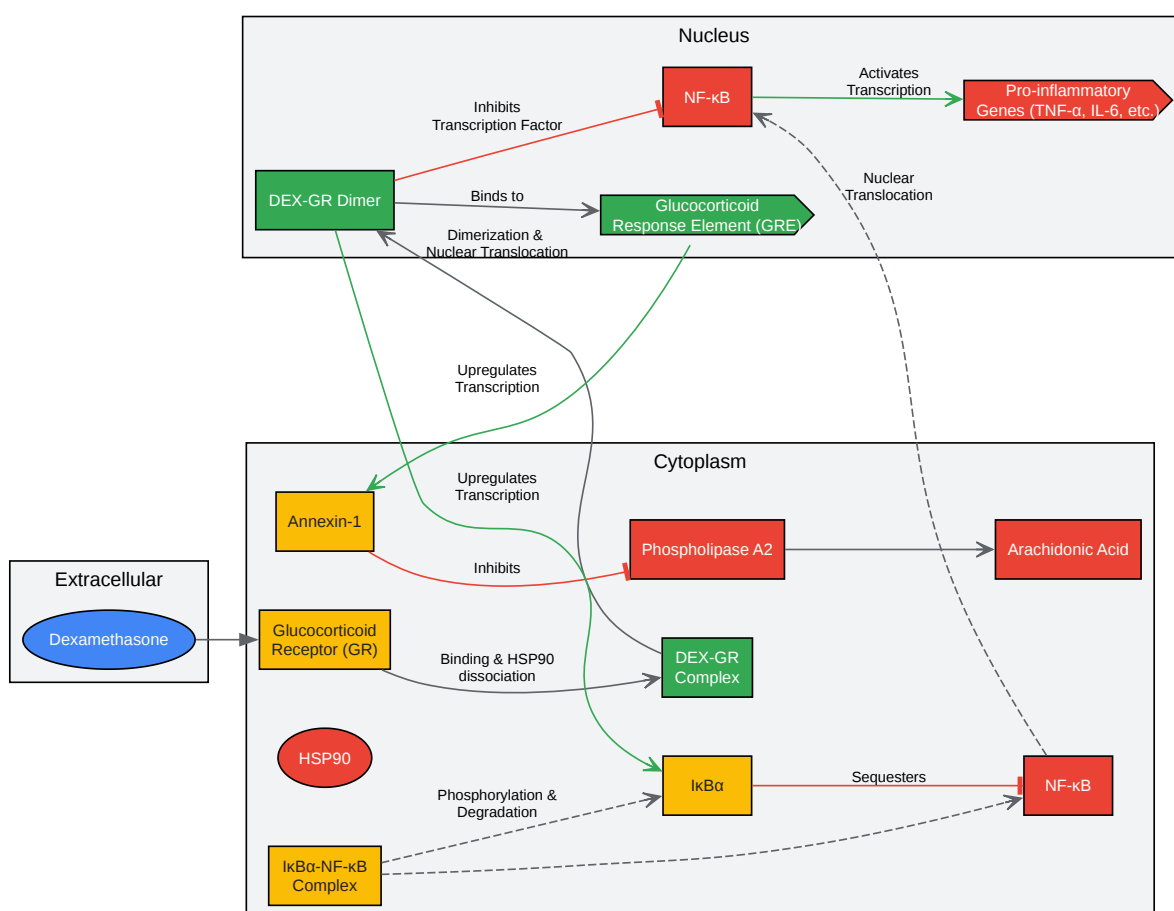 Nucleus
NF-κB
Activates
Transcription
Pro-inflammatory
Genes (TNF-α, IL-6, etc.)
Inhibits
Transcription Factor
DEX-GR Dimer
Binds to
Glucocorticoid
Response Element (GRE)
Nuclear
Translocation
Dimerization &
Nuclear Translocation
Upregulates
Transcription
Cytoplasm
Upregulates
Transcription
Annexin-1
Inhibits
Phospholipase A2
Arachidonic Acid
Extracellular
Dexamethasone
Glucocorticoid
Receptor (GR)
Binding & HSP90
dissociation
DEX-GR
Complex
HSP90
Phosphorylation &
Degradation
IκBα
Sequesters
NF-κB
IκBα-NF-κB
Complex